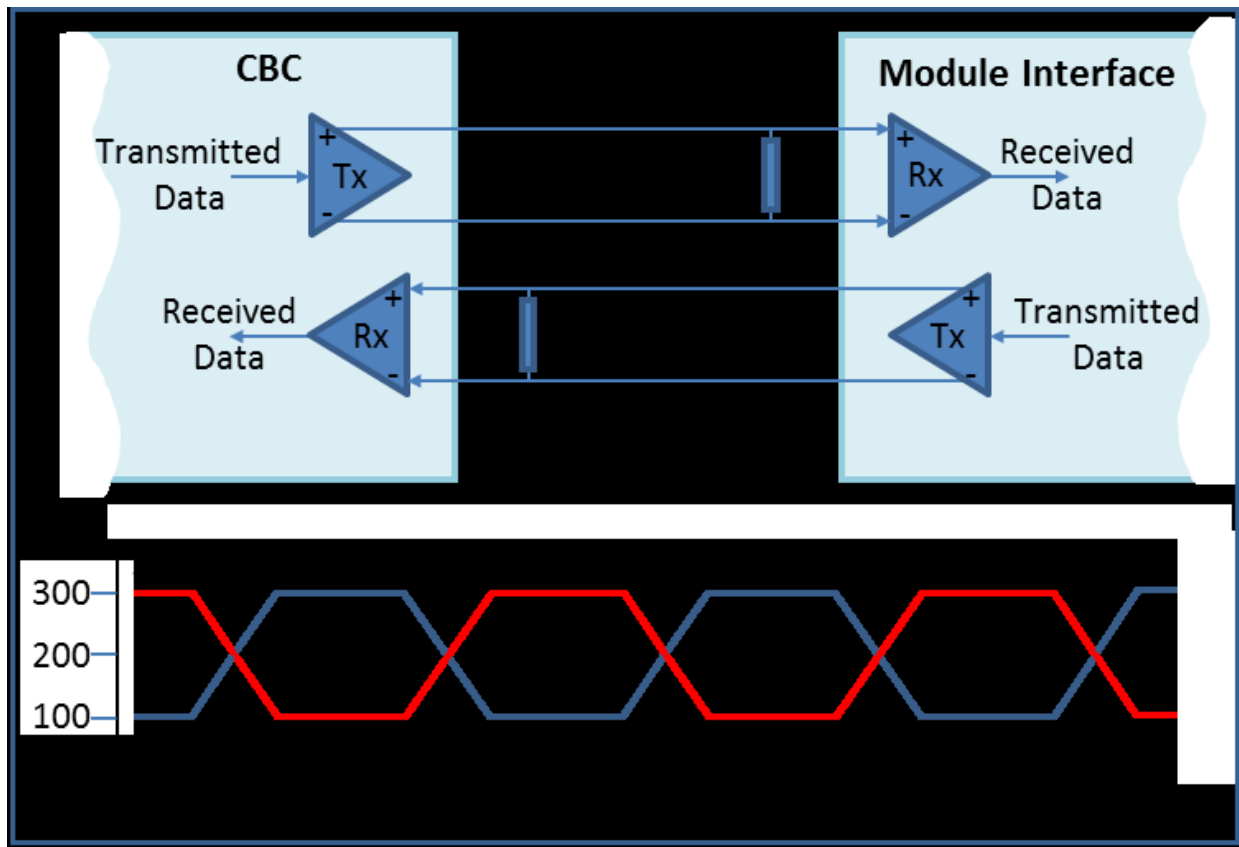 CBC
Module Interface
Transmitted
Data
+
Tx
-
+
Rx
-
Received
Data
Received
Data
+
Rx
-
+
Tx
-
Transmitted
Data
300
200
100